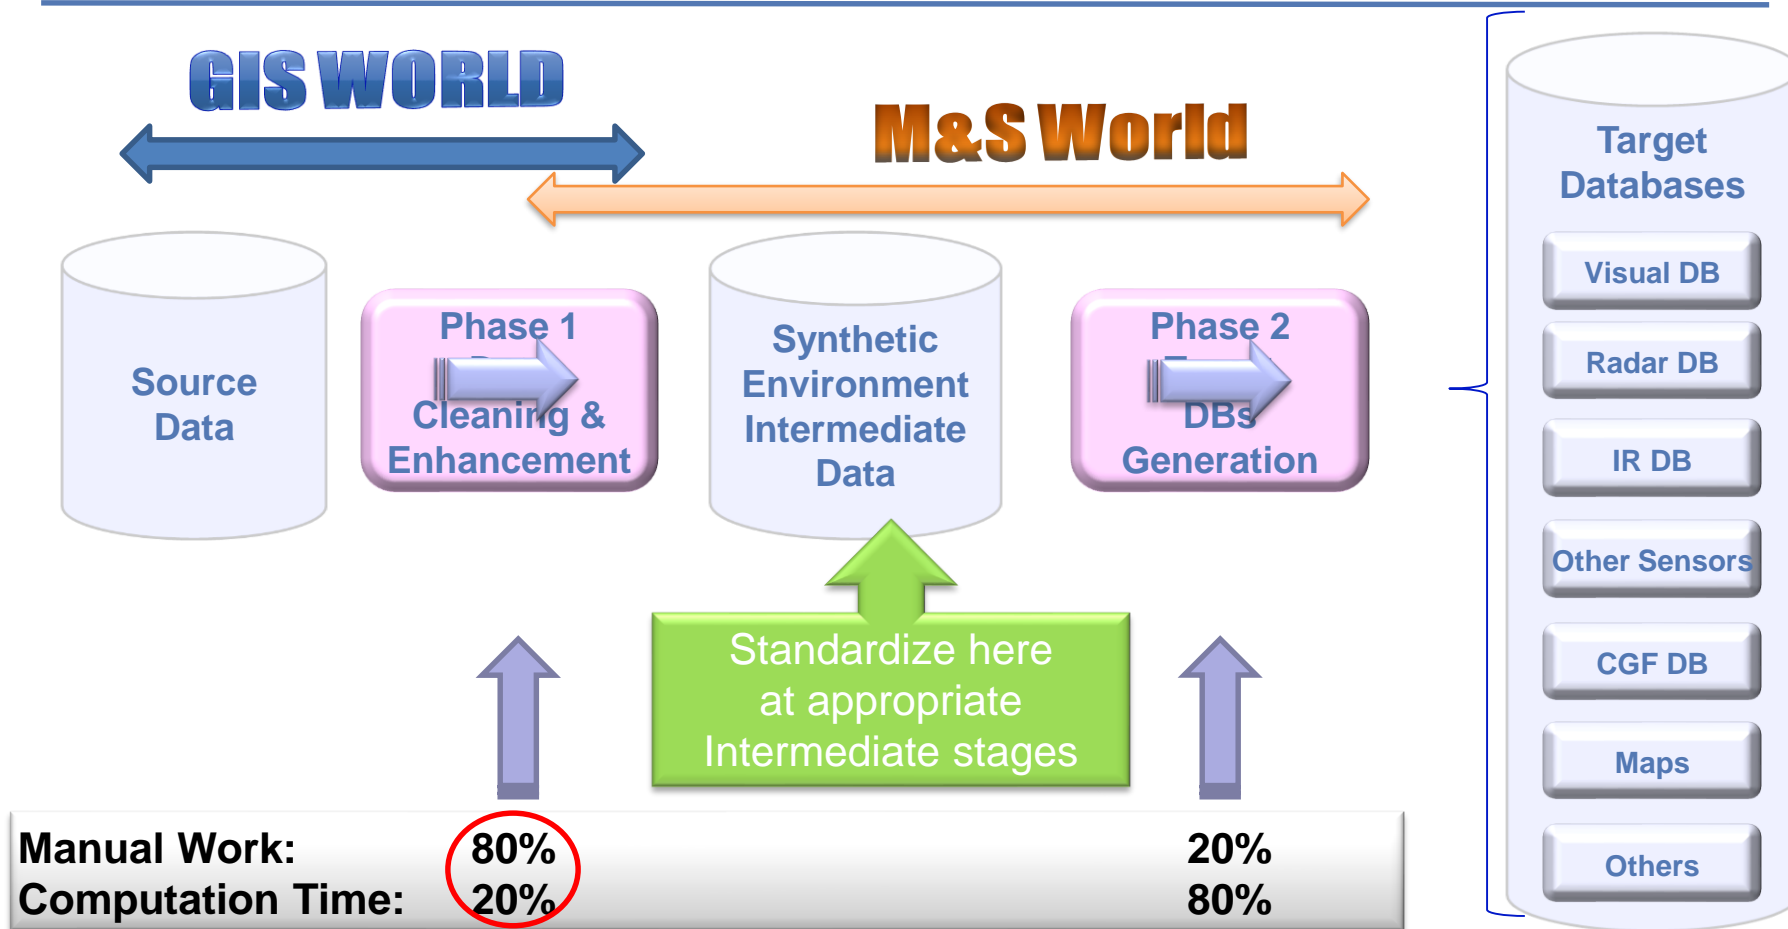 GIS WORLD
M&S World
Source
Data
Phase 1
Cleaning &
Enhancement
Synthetic
Environment
Intermediate
Data
Phase 2
DBs
Generation
Standardize here
at appropriate
Intermediate stages
Manual Work: 80% 20%
Computation Time: 20% 80%
Target
Databases
Visual DB
Radar DB
IR DB
Other Sensors
CGF DB
Maps
Others